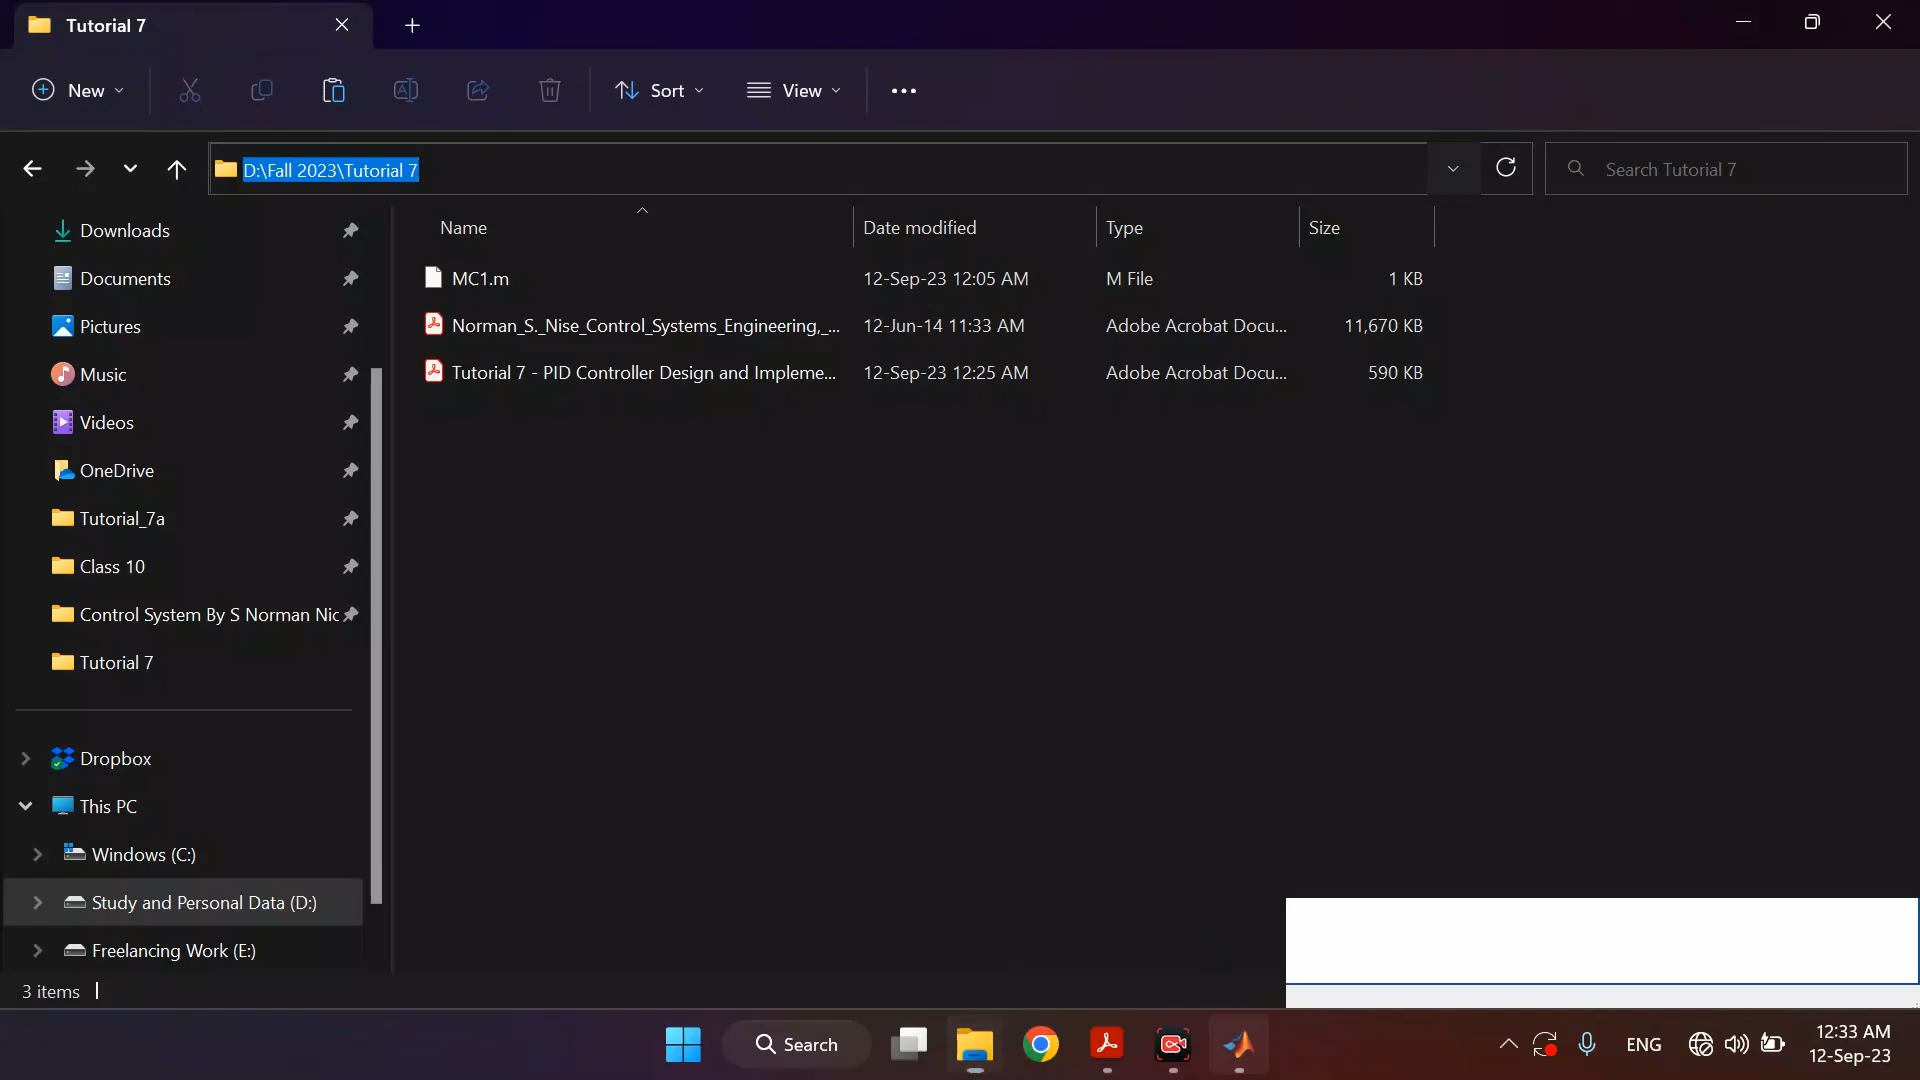 Tutorial 7
New
Sort
View
D:\Fall 2023\Tutorial 7
Search Tutorial 7
Downloads
Documents
Pictures
Music
Videos
OneDrive
Tutorial_7a
Class 10
Control System By S Norman Nic
Tutorial 7
Dropbox
This PC
Windows (C:)
Study and Personal Data (D:)
Freelancing Work (E:)
Name Date modified Type Size
MC1.m 12-Sep-23 12:05 AM M File 1 KB
Norman_S._Nise_Control_Systems_Engineering,_... 12-Jun-14 11:33 AM Adobe Acrobat Docu... 11,670 KB
Tutorial 7 - PID Controller Design and Impleme... 12-Sep-23 12:25 AM Adobe Acrobat Docu... 590 KB
3 items
Search
ENG
12:33 AM
12-Sep-23